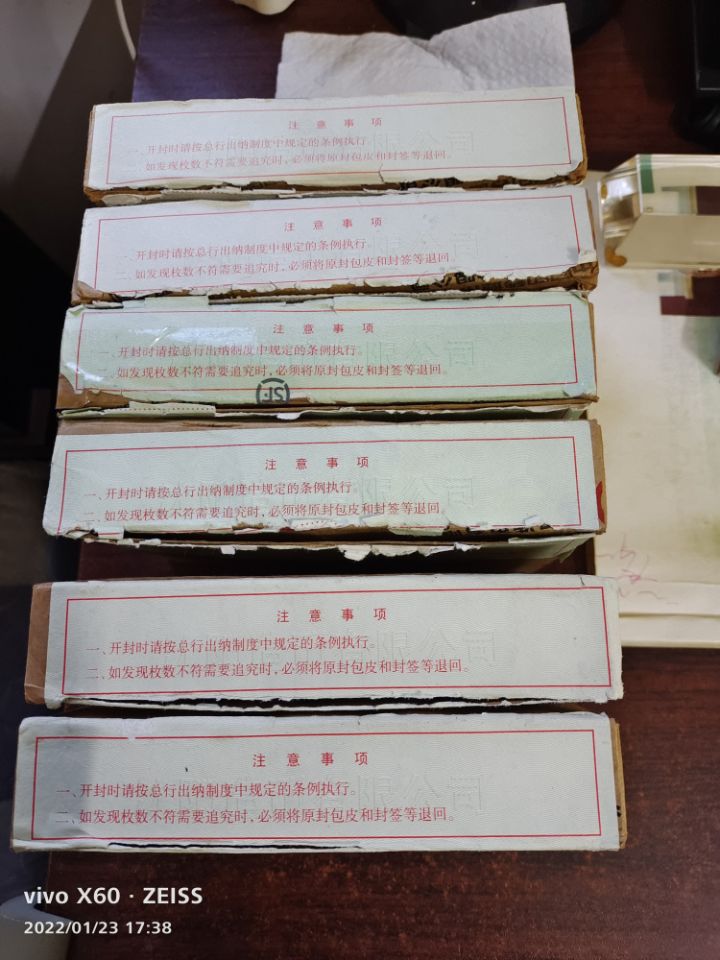 注意事项
一、开封时请按总行出纳制度中规定的条例执行。
二、如发现枚数不符需要追究时，必须将原封包皮和封签等退回。
注意事项
一、开封时请按总行出纳制度中规定的条例执行。
二、如发现枚数不符需要追究时，必须将原封包皮和封签等退回。
注意事项
一、开封时请按总行出纳制度中规定的条例执行。
二、如发现枚数不符需要追究时，必须将原封包皮和封签等退回。
注意事项
一、开封时请按总行出纳制度中规定的条例执行。
二、如发现枚数不符需要追究时，必须将原封包皮和封签等退回。
注意事项
一、开封时请按总行出纳制度中规定的条例执行。
二、如发现枚数不符需要追究时，必须将原封包皮和封签等退回。
注意事项
一、开封时请按总行出纳制度中规定的条例执行。
二、如发现枚数不符需要追究时，必须将原封包皮和封签等退回。
vivo X60 · ZEISS
2022/01/23 17:38